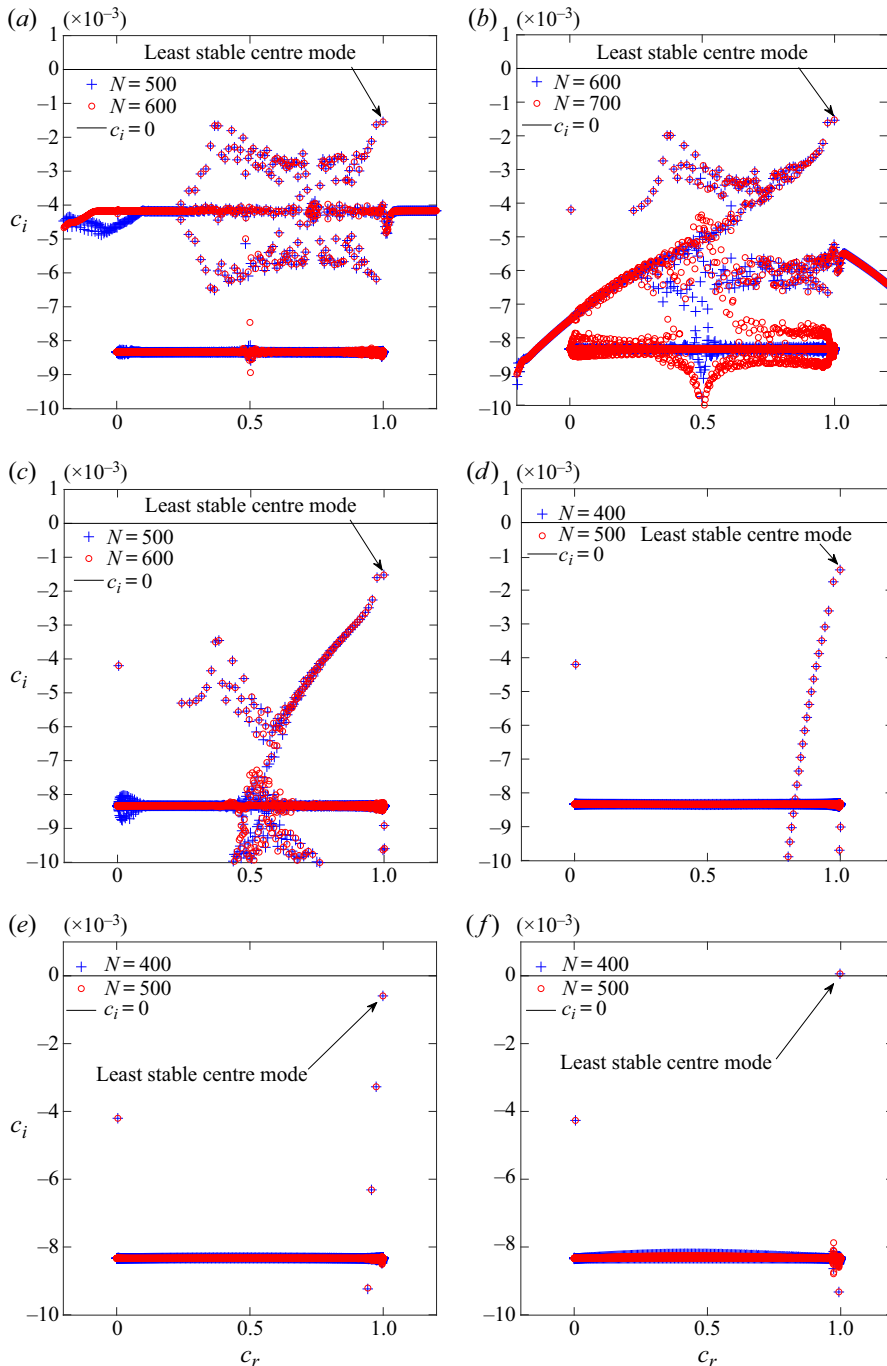 (a) (×10⁻³)
1
0
–1
–2
–3
–4
–5
–6
–7
–8
–9
–10
c_i
Least stable centre mode
N = 500
N = 600
c_i = 0
0 0.5 1.0
(b) (×10⁻³)
1
0
–1
–2
–3
–4
–5
–6
–7
–8
–9
–10
Least stable centre mode
N = 600
N = 700
c_i = 0
0 0.5 1.0
(c) (×10⁻³)
1
0
–1
–2
–3
–4
–5
–6
–7
–8
–9
–10
c_i
Least stable centre mode
N = 500
N = 600
c_i = 0
0 0.5 1.0
(d) (×10⁻³)
1
0
–1
–2
–3
–4
–5
–6
–7
–8
–9
–10
N = 400
N = 500
c_i = 0
Least stable centre mode
0 0.5 1.0
(e) (×10⁻³)
0
–2
–4
–6
–8
–10
c_i
N = 400
N = 500
c_i = 0
Least stable centre mode
0 0.5 1.0
c_r
(f) (×10⁻³)
0
–2
–4
–6
–8
–10
N = 400
N = 500
c_i = 0
Least stable centre mode
0 0.5 1.0
c_r